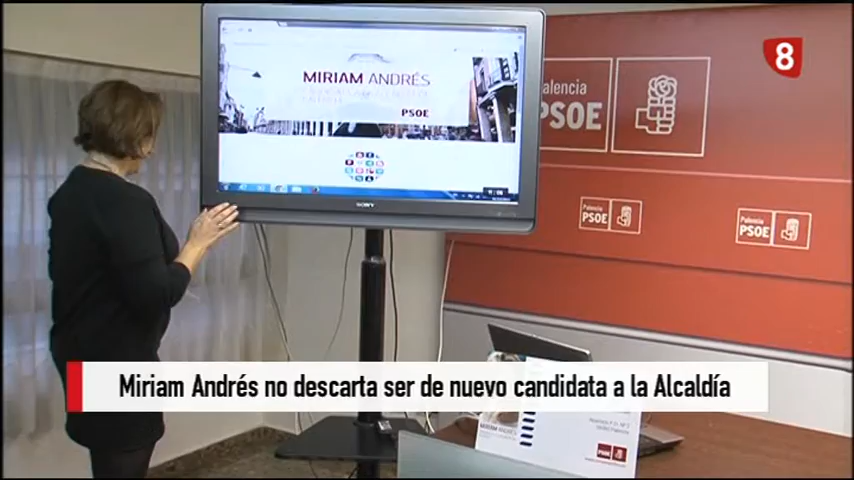 MIRIAM ANDRÉS
PSOE
SONY
Palencia
PSOE
8
Palencia
PSOE
Palencia
PSOE
Miriam Andrés no descarta ser de nuevo candidata a la Alcaldía
MIRIAM ANDRÉS
PSOE